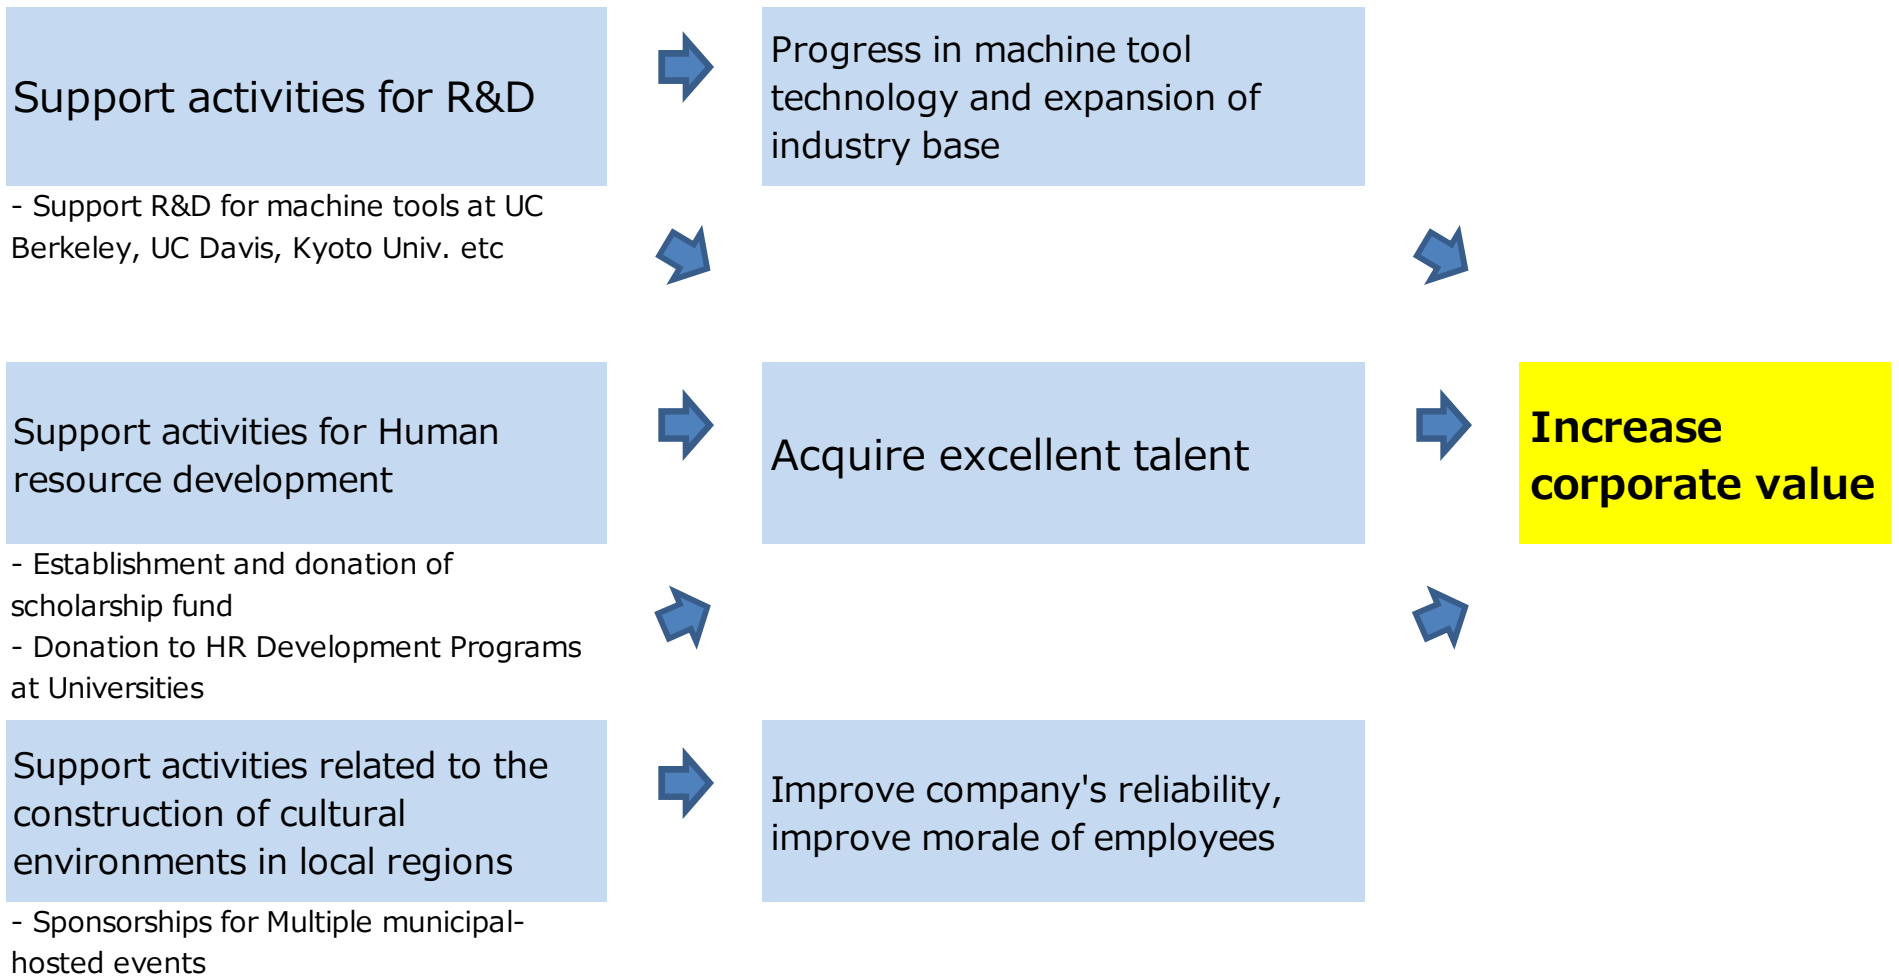 Support activities for R&D
- Support R&D for machine tools at UC
Berkeley, UC Davis, Kyoto Univ. etc
Progress in machine tool
technology and expansion of
industry base
Support activities for Human
resource development
- Establishment and donation of
scholarship fund
- Donation to HR Development Programs
at Universities
Acquire excellent talent
Increase
corporate value
Support activities related to the
construction of cultural
environments in local regions
- Sponsorships for Multiple municipal-
hosted events
Improve company's reliability,
improve morale of employees